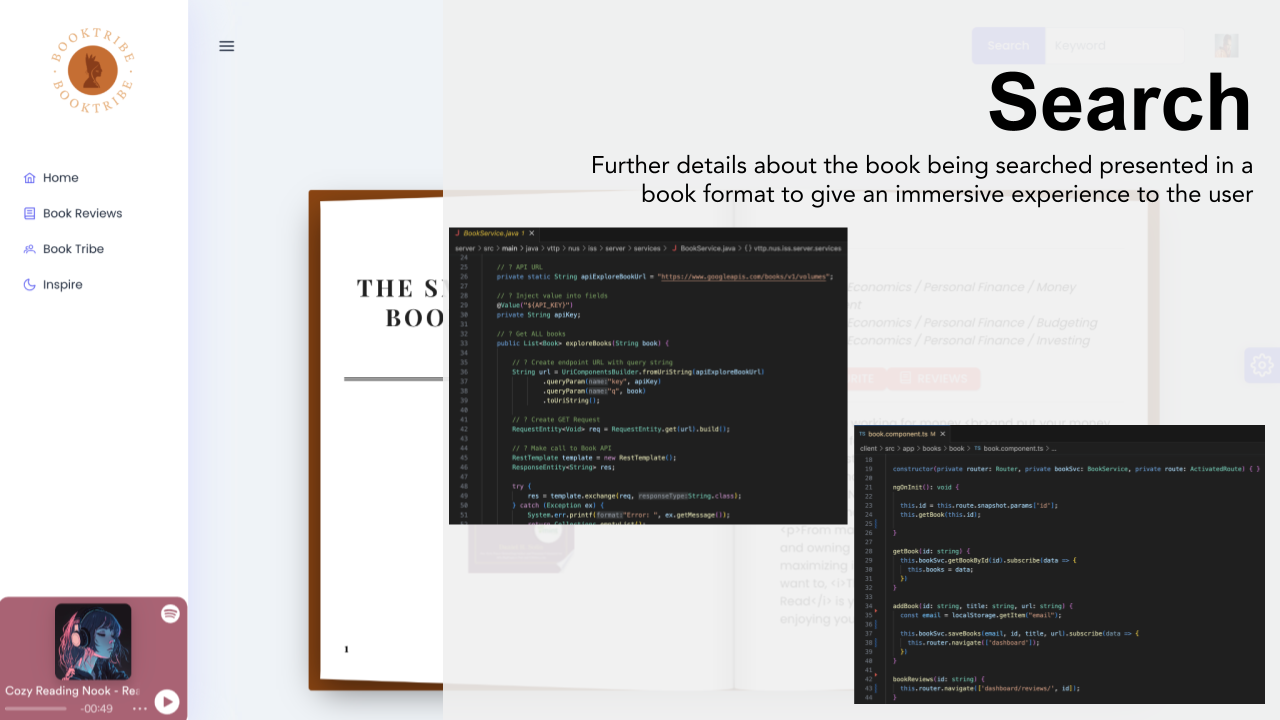 BOOKTRIBE
BOOKTRIBE
Home
Book Reviews
Book Tribe
Inspire
Search
Keyword
Search
Further details about the book being searched presented in a
book format to give an immersive experience to the user
THE S
BOO
1
Economics / Personal Finance / Money
nt
Economics / Personal Finance / Budgeting
Economics / Personal Finance / Investing
REVIEWS
BookService.java 1
server > src > main > java > vttp > nus > iss > server > services > J BookService.java > {} vttp.nus.iss.server.services
24
25 // ? API URL
26 private static String apiExploreBookUrl = "https://www.googleapis.com/books/v1/volumes";
27
28 // ? Inject value into fields
29 @Value("${API_KEY}")
30 private String apiKey;
31
32 // ? Get ALL books
33 public List<Book> exploreBooks(String book) {
34
35 // ? Create endpoint URL with query string
36 String url = UriComponentsBuilder.fromUriString(apiExploreBookUrl)
37 .queryParam(name:"key", apiKey)
38 .queryParam(name:"q", book)
39 .toUriString();
40
41 // ? Create GET Request
42 RequestEntity<Void> req = RequestEntity.get(url).build();
43
44 // ? Make call to Book API
45 RestTemplate template = new RestTemplate();
46 ResponseEntity<String> res;
47
48 try {
49 res = template.exchange(req, responseType:String.class);
50 } catch (Exception ex) {
51 System.err.printf(format:"Error: ", ex.getMessage());
52 return Collections.emptyList();
<p>From ma
and owning
maximizing i
want to, <i>I
Read</i> is y
enjoying you
TS book.component.ts M
client > src > app > books > book > TS book.component.ts > ...
18
19 constructor(private router: Router, private bookSvc: BookService, private route: ActivatedRoute) { }
20
21 ngOnInit(): void {
22
23 this.id = this.route.snapshot.params['id'];
24 this.getBook(this.id);
25
26 }
27
28 getBook(id: string) {
29 this.bookSvc.getBookById(id).subscribe(data => {
30 this.books = data;
31 })
32 }
33
34 addBook(id: string, title: string, url: string) {
35 const email = localStorage.getItem("email");
36
37 this.bookSvc.saveBooks(email, id, title, url).subscribe(data => {
38 this.router.navigate(['dashboard']);
39 })
40 }
41
42 bookReviews(id: string) {
43 this.router.navigate(['dashboard/reviews/', id]);
44 }
Cozy Reading Nook - Rea
-00:49